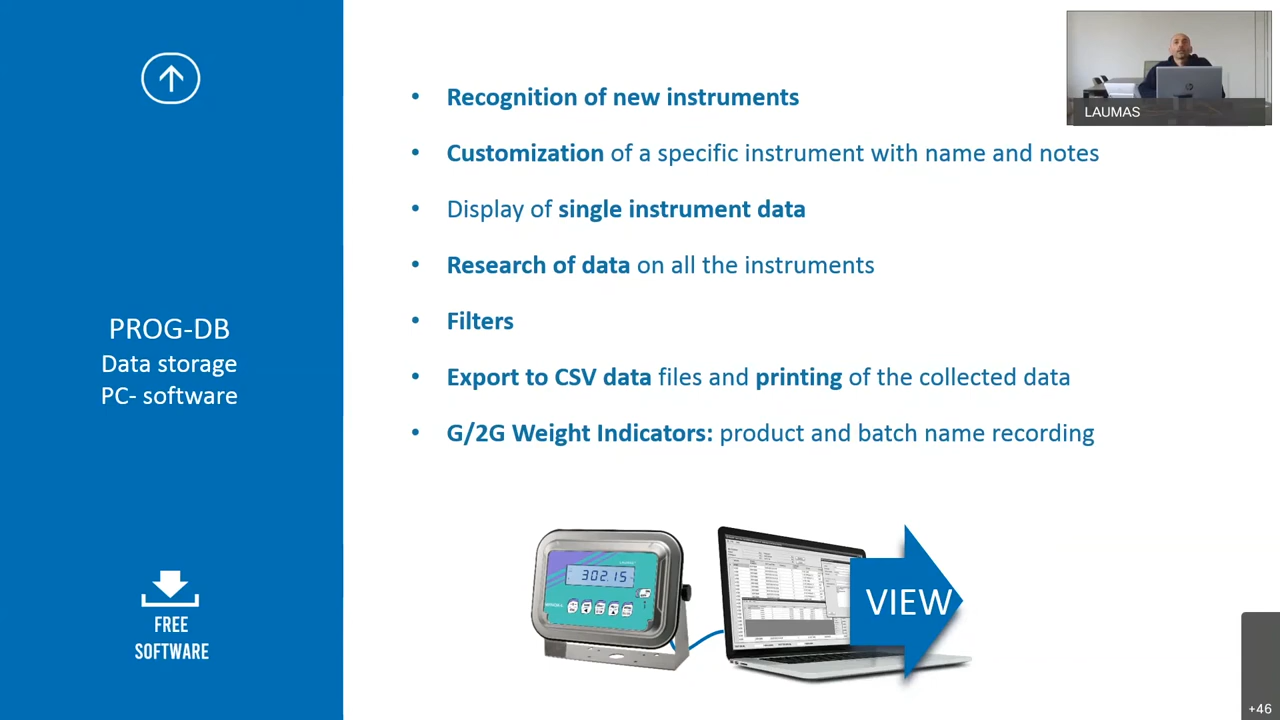 PROG-DB
Data storage
PC- software
FREE
SOFTWARE
• Recognition of new instruments
• Customization of a specific instrument with name and notes
• Display of single instrument data
• Research of data on all the instruments
• Filters
• Export to CSV data files and printing of the collected data
• G/2G Weight Indicators: product and batch name recording
302.15
VIEW
LAUMAS
+46